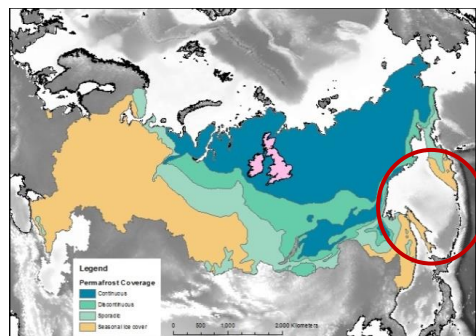 Legend
Permafrost Coverage
Continuous
Discontinuous
Sporadic
Seasonal Ice cover
0 500 1,000 2,000 Kilometers